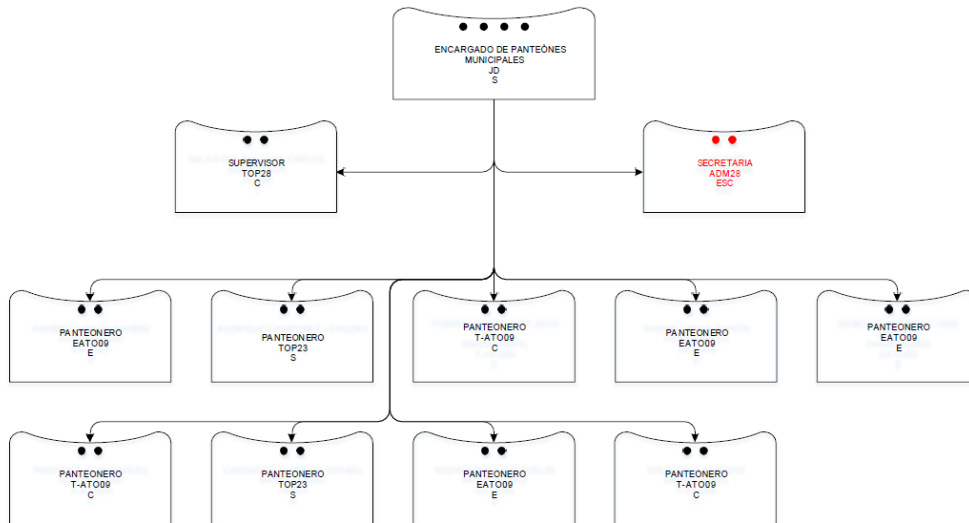 ENCARGADO DE PANTEÓNES
MUNICIPALES
JD
S
SUPERVISOR
TOP28
C
SECRETARIA
ADM28
ESC
PANTEONERO
EATO09
E
PANTEONERO
TOP23
S
PANTEONERO
T-ATO09
C
PANTEONERO
EATO09
E
PANTEONERO
EATO09
E
PANTEONERO
T-ATO09
C
PANTEONERO
TOP23
S
PANTEONERO
EATO09
E
PANTEONERO
T-ATO09
C